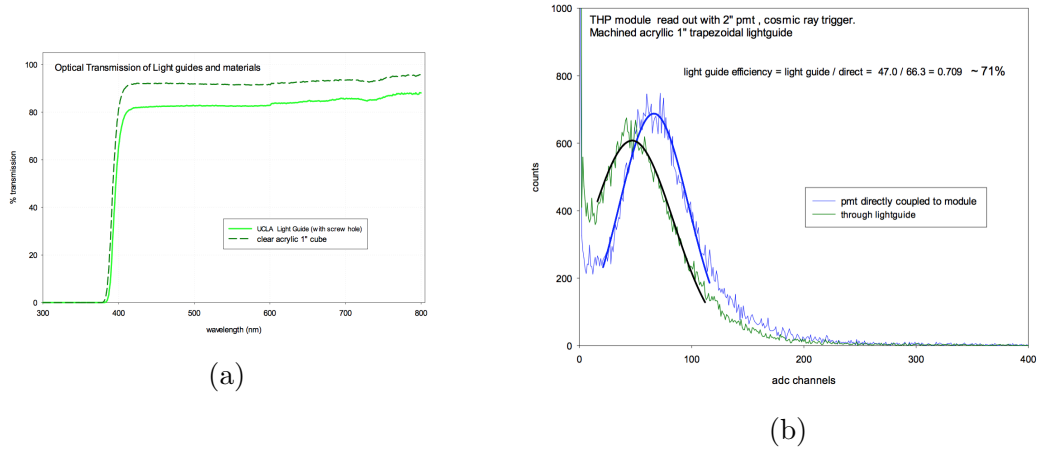 Optical Transmission of Light guides and materials
% transmission
100
80
60
40
20
0
UCLA Light Guide (with screw hole)
clear acrylic 1" cube
300
400
500
600
700
800
wavelength (nm)
(a)
THP module read out with 2" pmt , cosmic ray trigger.
Machined acryllic 1" trapezoidal lightguide
light guide efficiency = light guide / direct = 47.0 / 66.3 = 0.709 ~ 71%
counts
1000
800
600
400
200
0
pmt directly coupled to module
through lightguide
0
100
200
300
400
adc channels
(b)